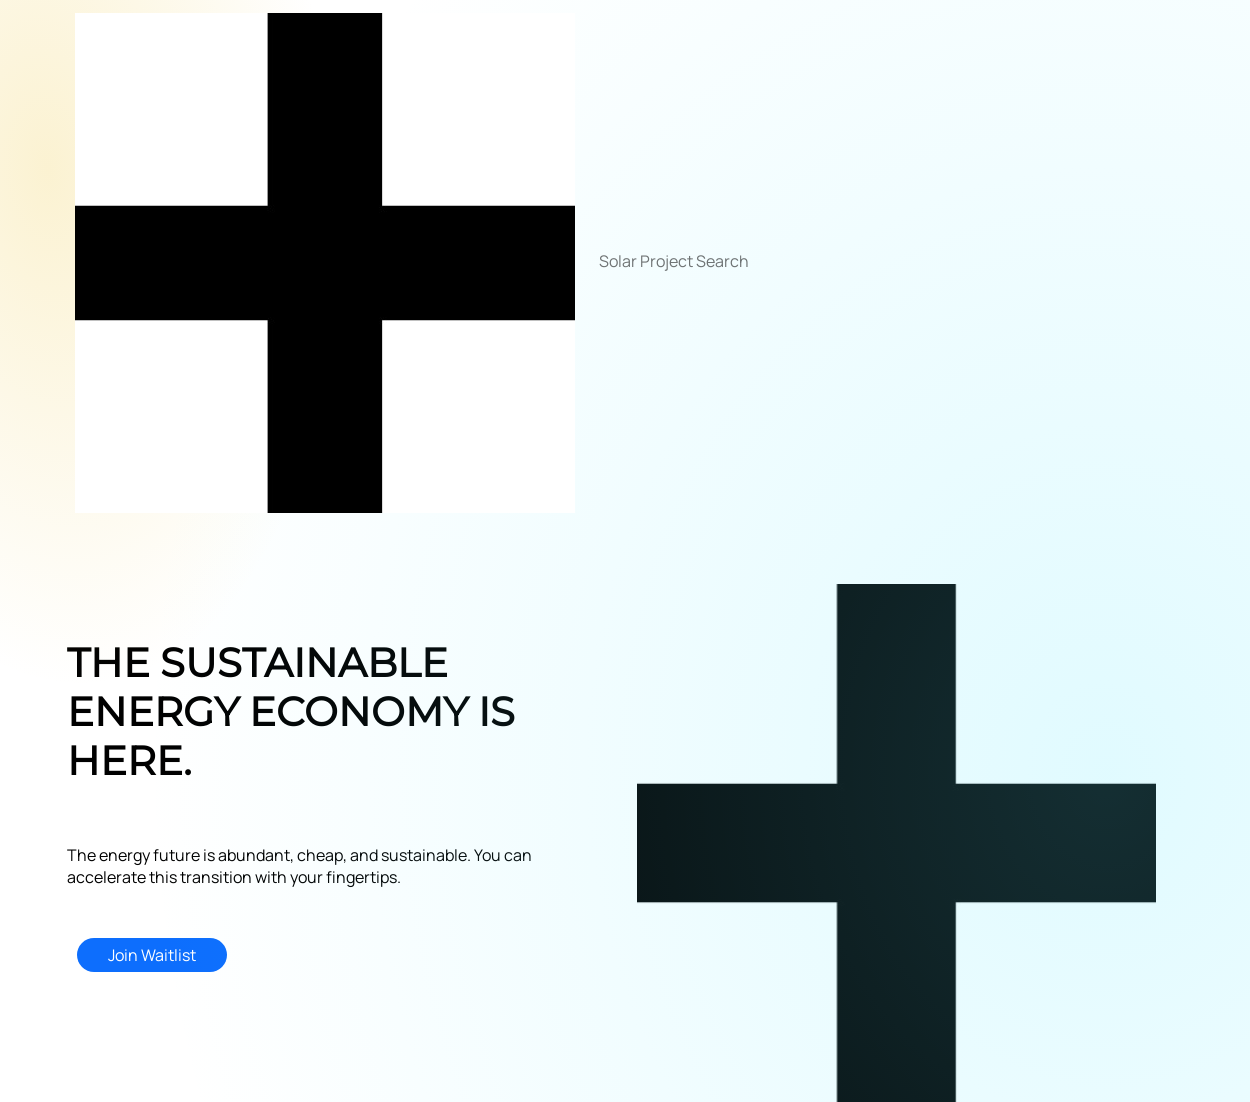 Solar Project Search
THE SUSTAINABLE
ENERGY ECONOMY IS
HERE.
The energy future is abundant, cheap, and sustainable. You can
accelerate this transition with your fingertips.
Join Waitlist